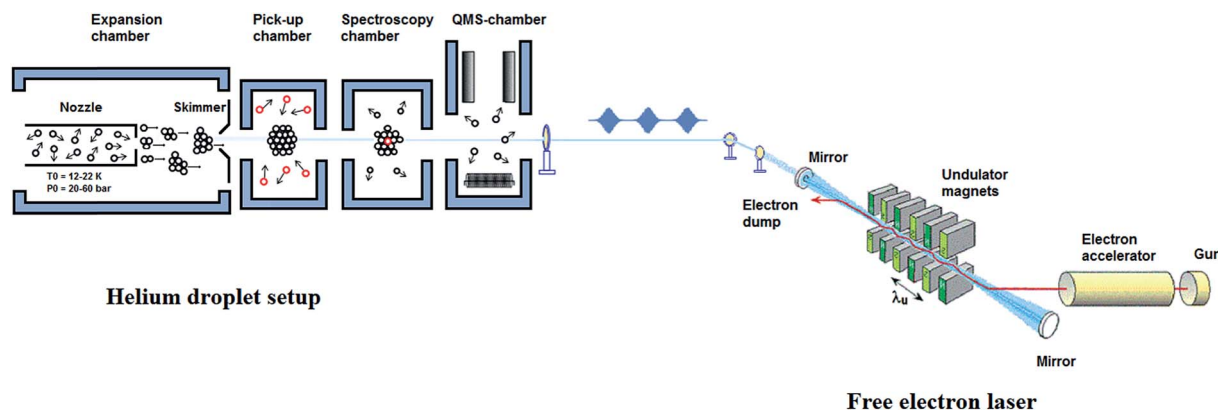 Expansion
chamber
Pick-up
chamber
Spectroscopy
chamber
QMS-chamber
Nozzle
Skimmer
T0 = 12-22 K
P0 = 20-60 bar
Helium droplet setup
Mirror
Undulator
magnets
Electron
dump
λu
Electron
accelerator
Gun
Mirror
Free electron laser